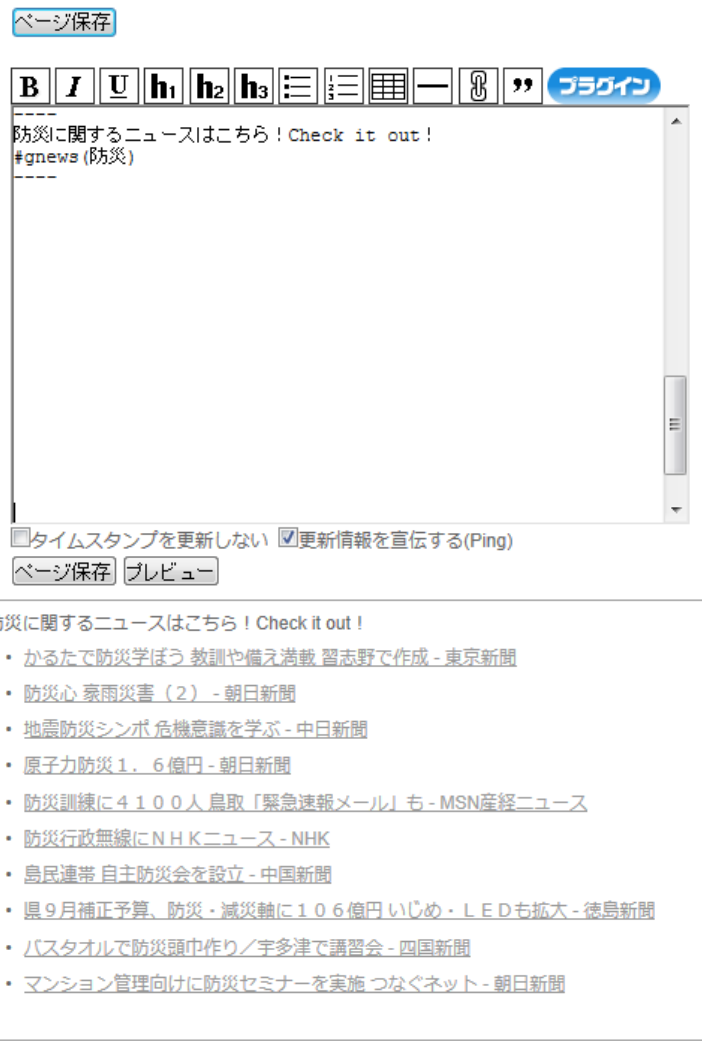 ページ保存
B I U h1 h2 h3 プラグイン
----
防災に関するニュースはこちら！Check it out！
#gnews(防災)
----
タイムスタンプを更新しない 更新情報を宣伝する(Ping)
ページ保存 プレビュー
防災に関するニュースはこちら！Check it out！
・かるたで防災学ぼう 教訓や備え満載 習志野で作成 - 東京新聞
・防災心 豪雨災害（２） - 朝日新聞
・地震防災シンポ 危機意識を学ぶ - 中日新聞
・原子力防災１．６億円 - 朝日新聞
・防災訓練に４１００人 鳥取「緊急速報メール」も - MSN産経ニュース
・防災行政無線にＮＨＫニュース - NHK
・島民連帯 自主防災会を設立 - 中国新聞
・県９月補正予算、防災・減災軸に１０６億円 いじめ・ＬＥＤも拡大 - 徳島新聞
・バスタオルで防災頭巾作り／宇多津で講習会 - 四国新聞
・マンション管理向けに防災セミナーを実施 つなぐネット - 朝日新聞